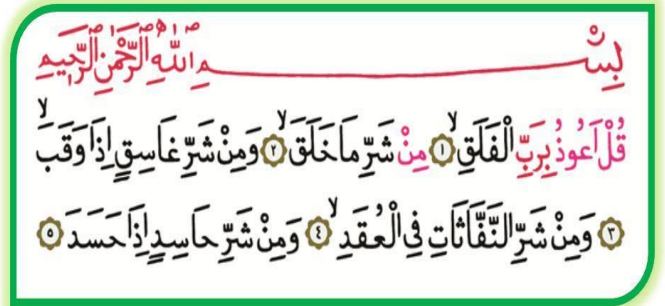 بِسْمِ اللّٰهِ الرَّحْمٰنِ الرَّحِيمِ
قُلْ اَعُوذُ بِرَبِّ الْفَلَقِۙ ﴿١﴾ مِنْ شَرِّ مَا خَلَقَۙ ﴿٢﴾ وَمِنْ شَرِّ غَاسِقٍ اِذَا وَقَبَۙ
﴿٣﴾ وَمِنْ شَرِّ النَّفَّاثَاتِ فِي الْعُقَدِۙ ﴿٤﴾ وَمِنْ شَرِّ حَاسِدٍ اِذَا حَسَدَ ﴿٥﴾